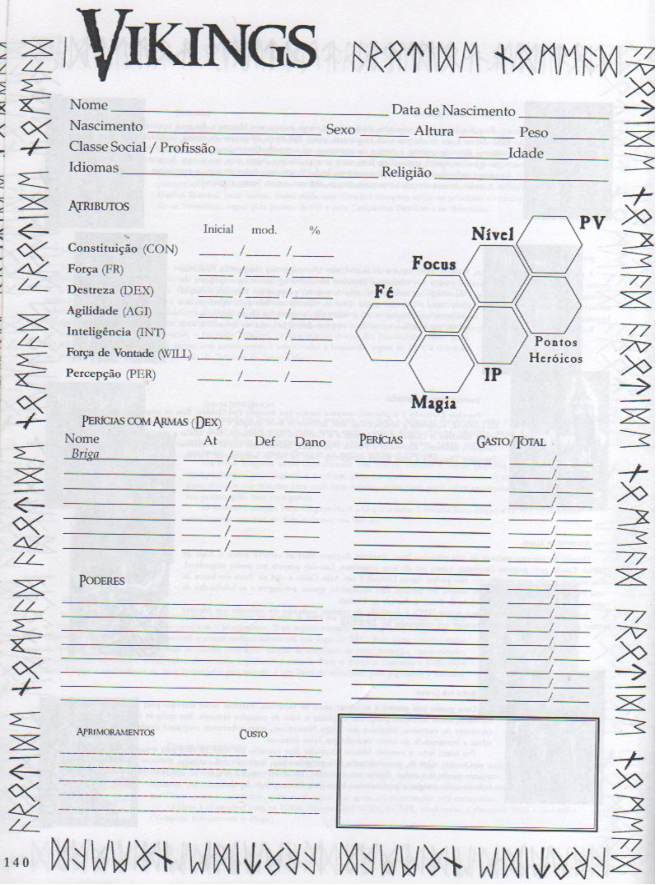 VIKINGS
Nome Data de Nascimento
Nascimento Sexo Altura Peso
Classe Social / Profissão Idade
Idiomas Religião
ATRIBUTOS
Inicial mod. %
Constituição (CON) / /
Força (FR) / /
Destreza (DEX) / /
Agilidade (AGI) / /
Inteligência (INT) / /
Força de Vontade (WILL) / /
Percepção (PER) / /
PV
Nível
Focus
Fé
Pontos
Heróicos
IP
Magia
PERÍCIAS COM ARMAS (DEX)
Nome At Def Dano
Briga /
PERÍCIAS GASTO/TOTAL
PODERES
APRIMORAMENTOS CUSTO
140